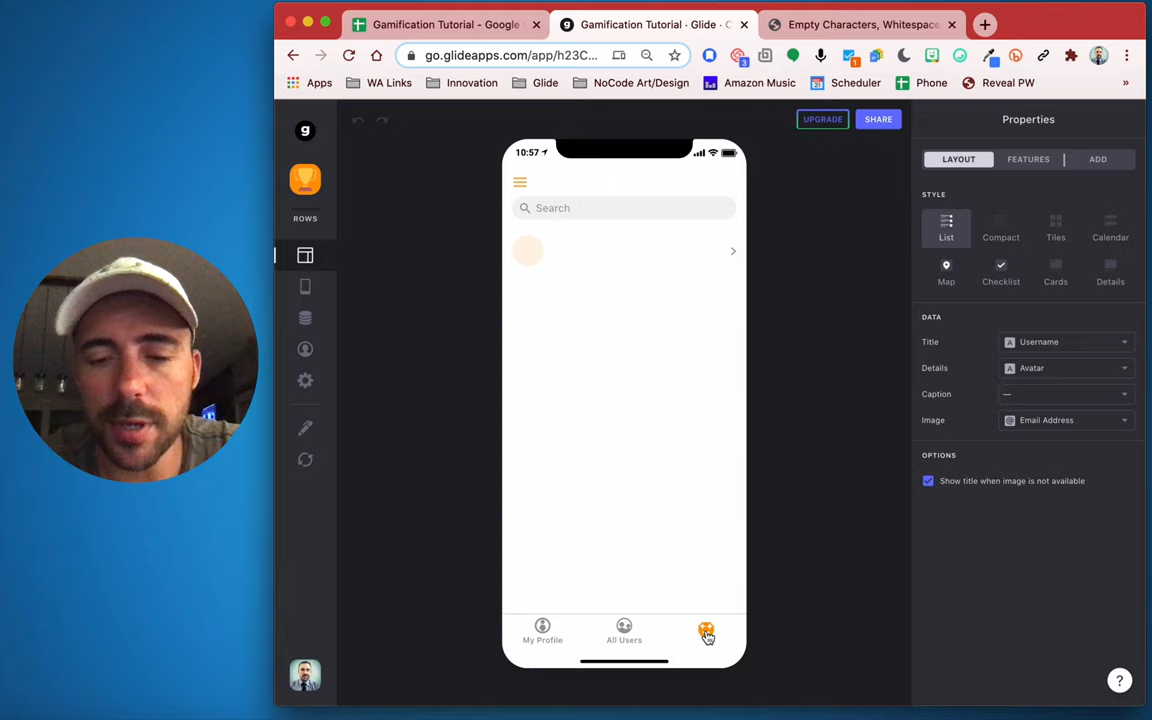 Gamification Tutorial - Google
Gamification Tutorial · Glide · C
Empty Characters, Whitespace
go.glideapps.com/app/h23C...
3
1
Apps
WA Links
Innovation
Glide
NoCode Art/Design
Amazon Music
Scheduler
Phone
Reveal PW
»
g
ROWS
UPGRADE
SHARE
10:57
Search
My Profile
All Users
Properties
LAYOUT
FEATURES
ADD
STYLE
List
Compact
Tiles
Calendar
Map
Checklist
Cards
Details
DATA
Title
A Username
Details
A Avatar
Caption
—
Image
Email Address
OPTIONS
Show title when image is not available
?